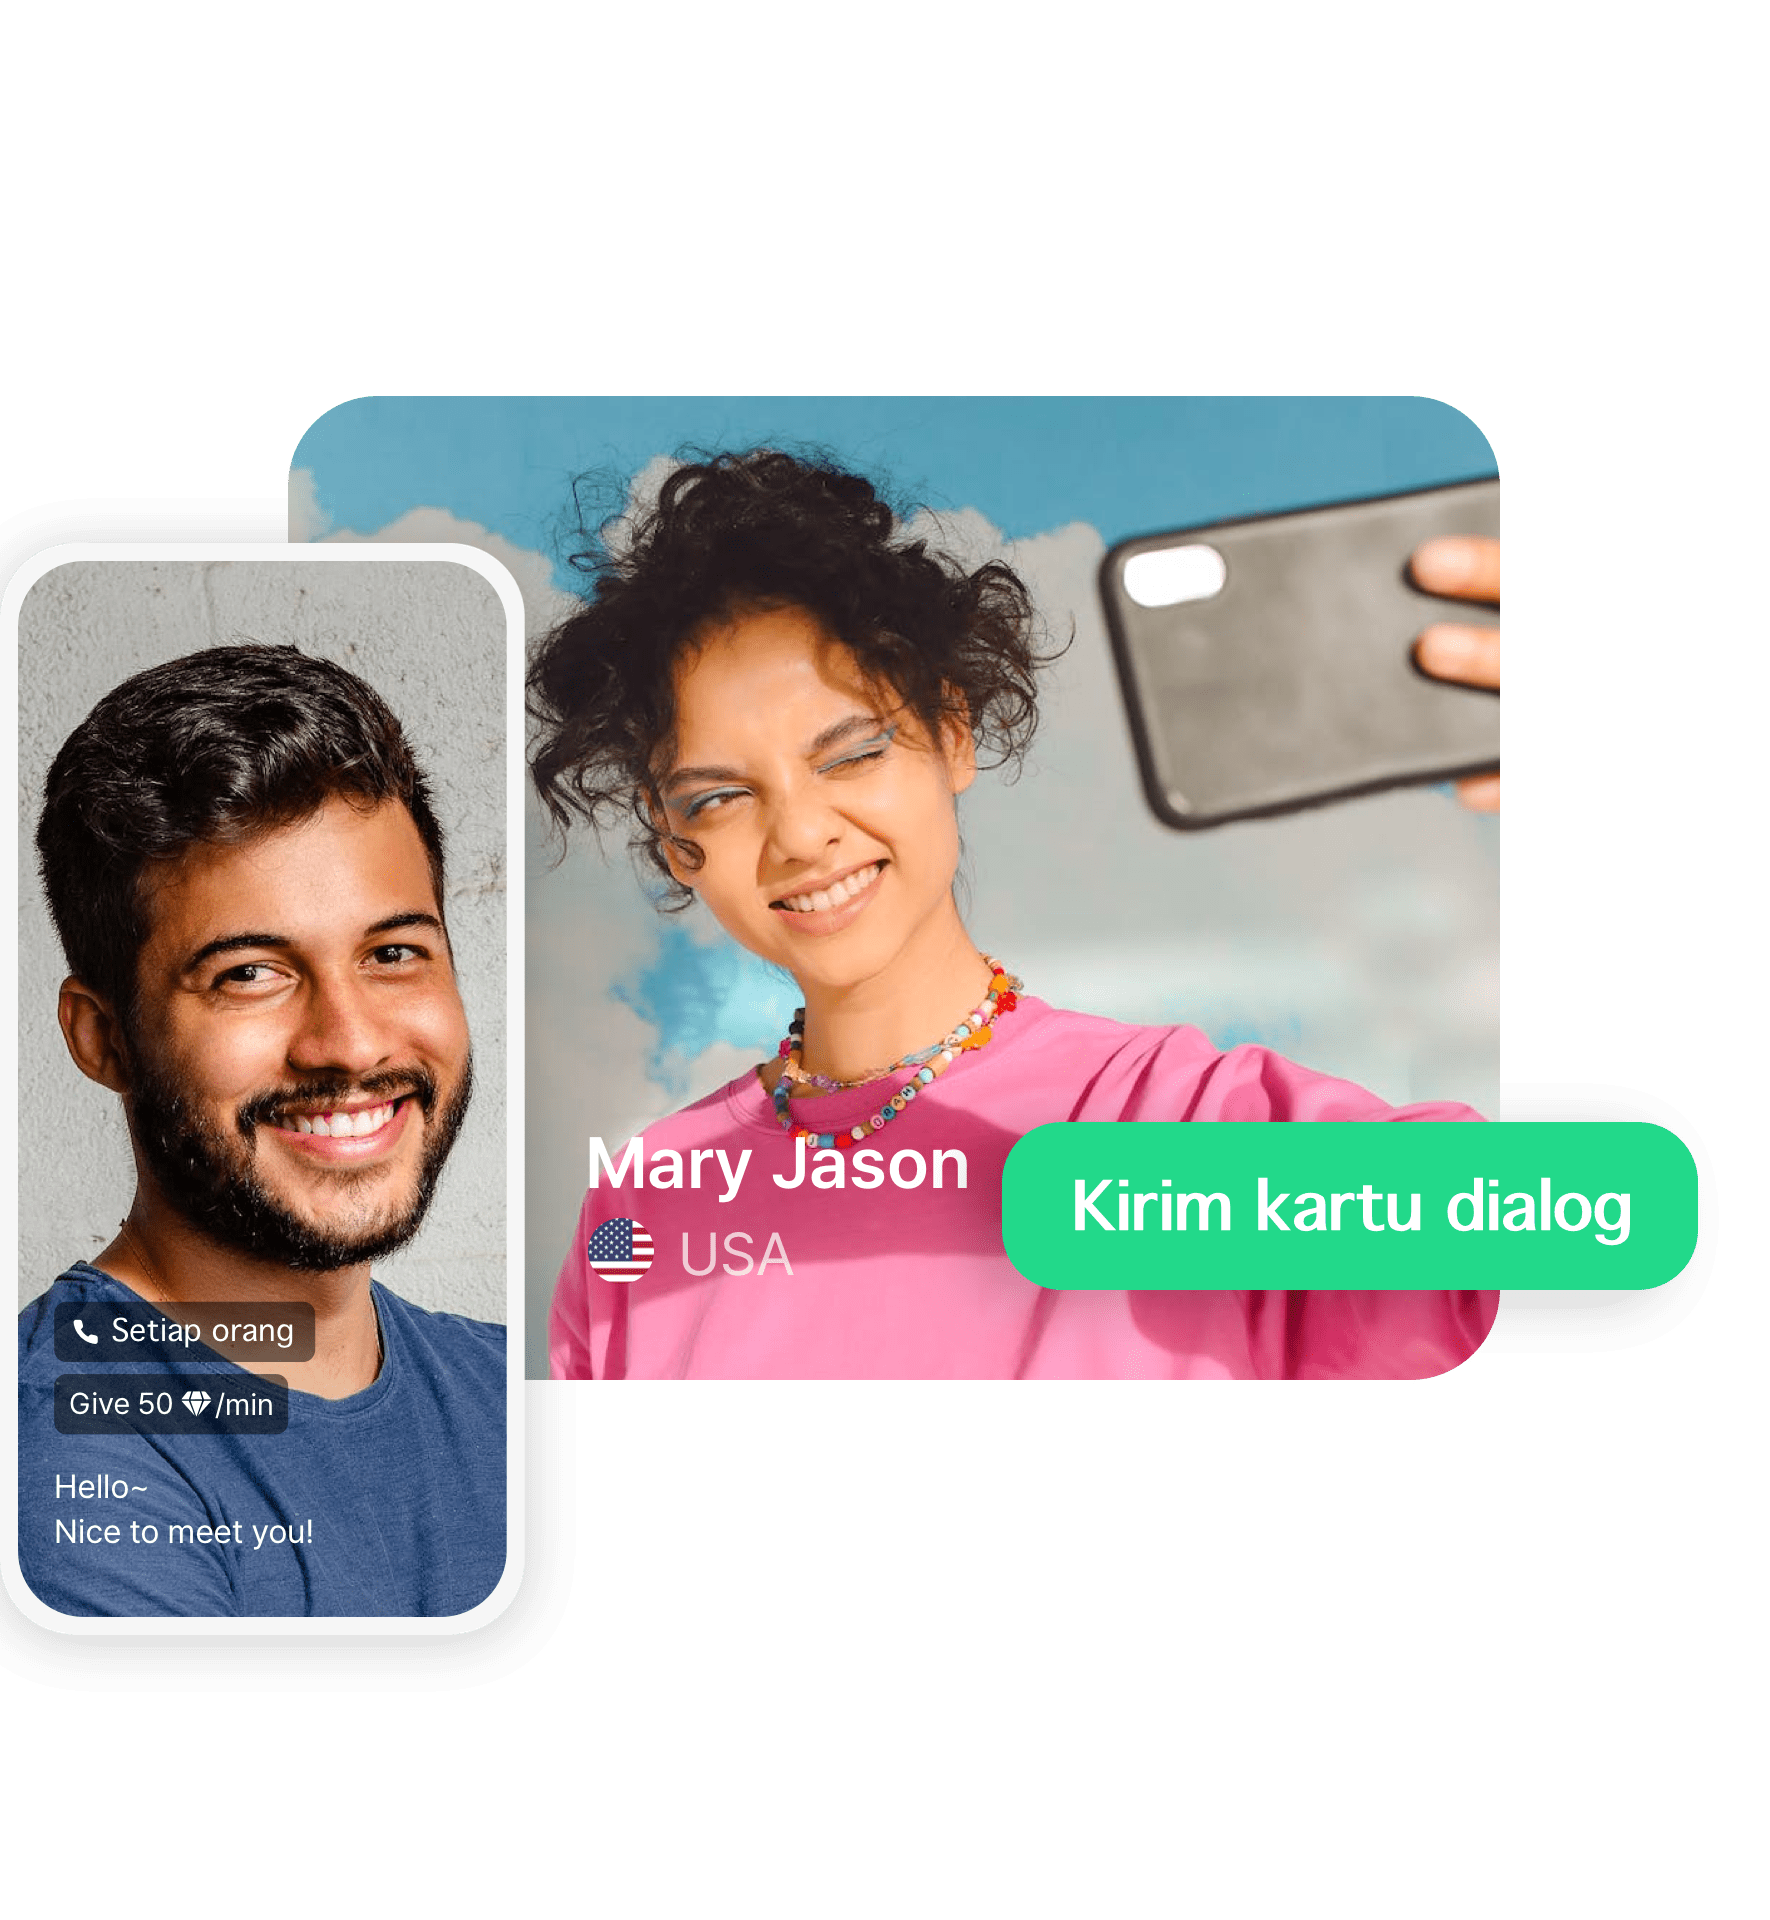 Mary Jason
USA
Kirim kartu dialog
Setiap orang
Give 50 /min
Hello~
Nice to meet you!